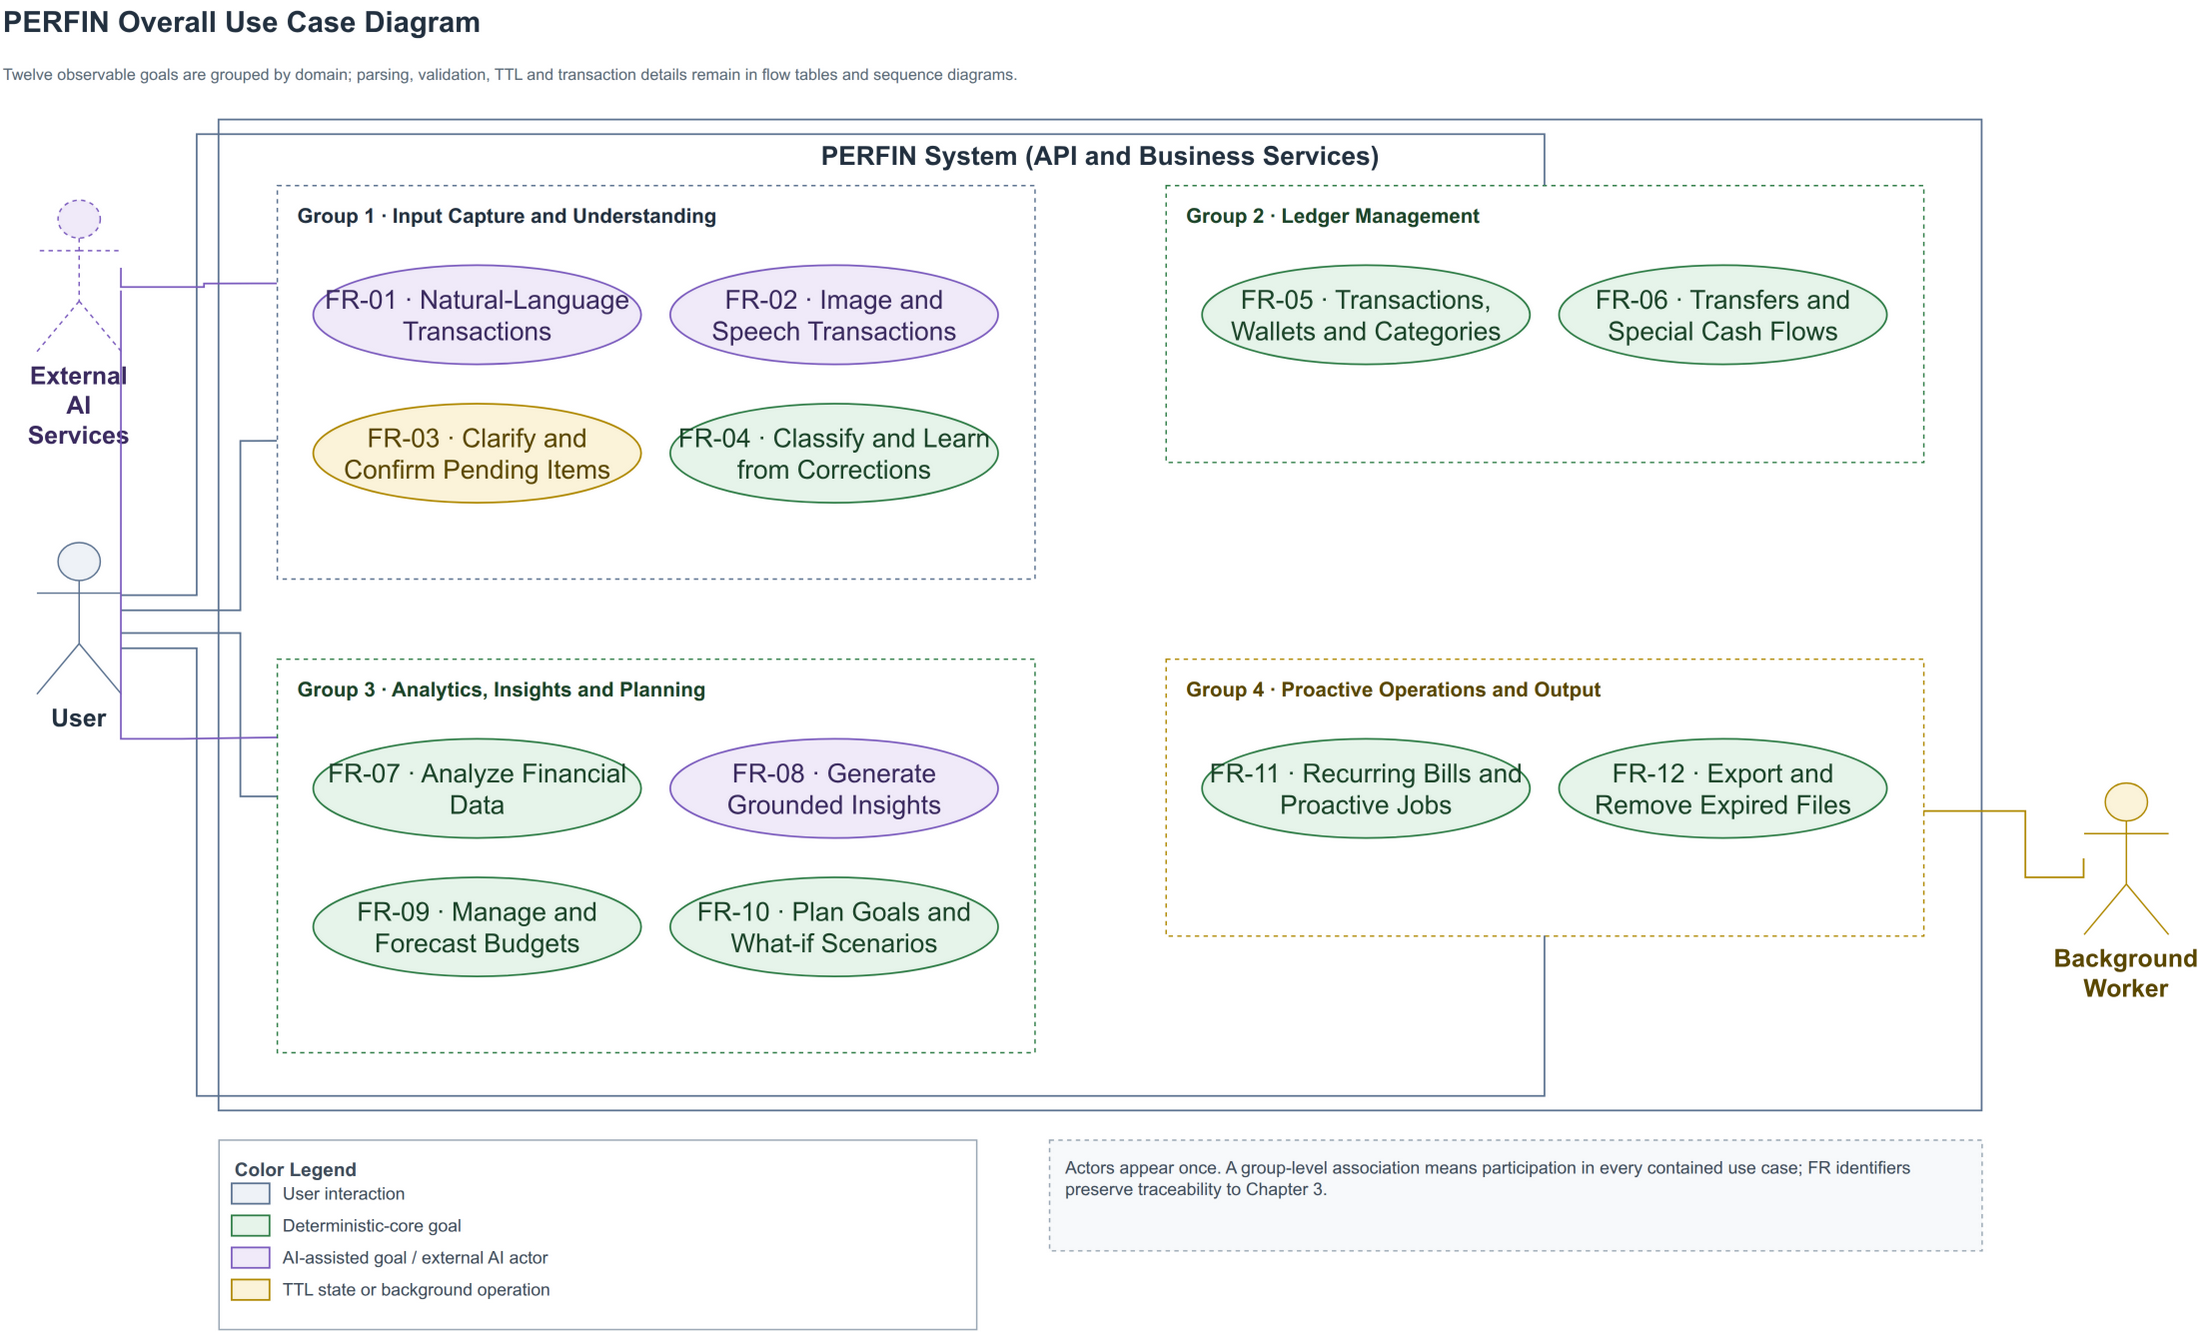 PERFIN Overall Use Case Diagram
Twelve observable goals are grouped by domain; parsing, validation, TTL and transaction details remain in flow tables and sequence diagrams.
PERFIN System (API and Business Services)
Group 1 · Input Capture and Understanding
FR-01 · Natural-Language
Transactions
FR-02 · Image and
Speech Transactions
FR-03 · Clarify and
Confirm Pending Items
FR-04 · Classify and Learn
from Corrections
Group 2 · Ledger Management
FR-05 · Transactions,
Wallets and Categories
FR-06 · Transfers and
Special Cash Flows
External
AI
Services
User
Group 3 · Analytics, Insights and Planning
FR-07 · Analyze Financial
Data
FR-08 · Generate
Grounded Insights
FR-09 · Manage and
Forecast Budgets
FR-10 · Plan Goals and
What-if Scenarios
Group 4 · Proactive Operations and Output
FR-11 · Recurring Bills and
Proactive Jobs
FR-12 · Export and
Remove Expired Files
Background
Worker
Color Legend
User interaction
Deterministic-core goal
AI-assisted goal / external AI actor
TTL state or background operation
Actors appear once. A group-level association means participation in every contained use case; FR identifiers
preserve traceability to Chapter 3.